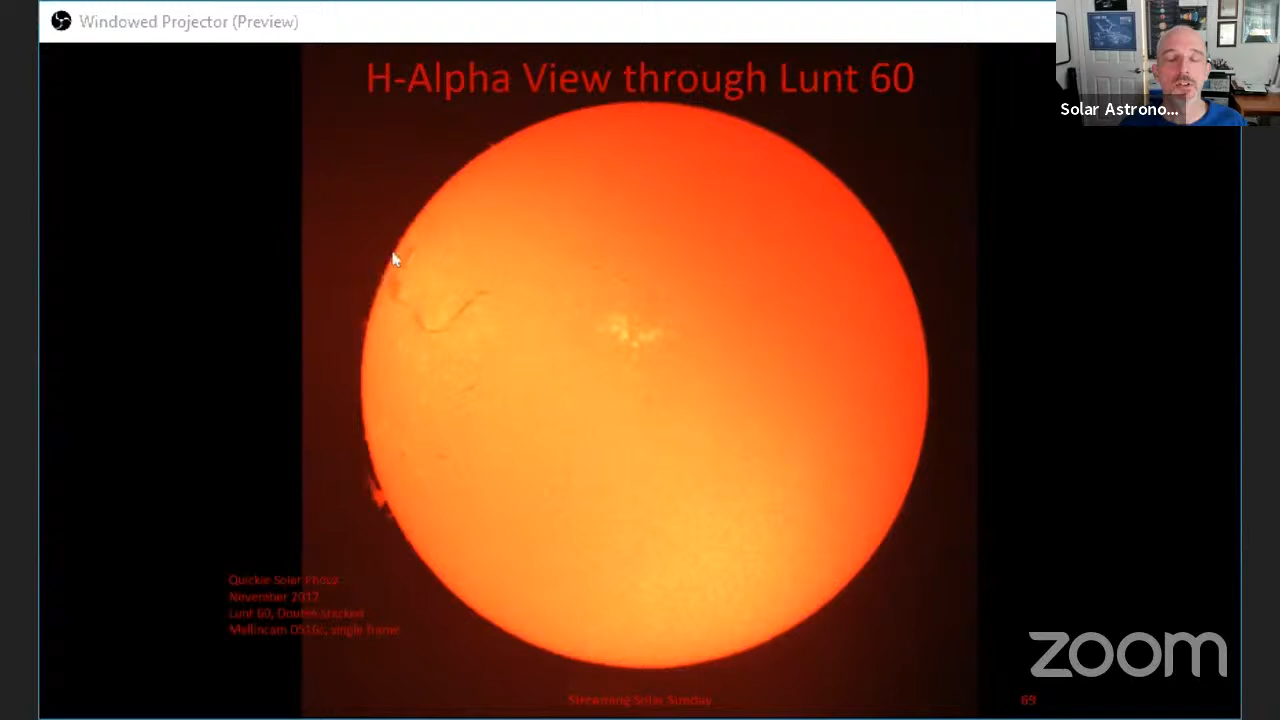 Windowed Projector (Preview)
H-Alpha View through Lunt 60
Solar Astrono...
Quickie Solar Photo
November 2017
Lunt 60, Double Stacked
Mallincam DS16c, single frame
zoom
Streaming Solar Sunday
69